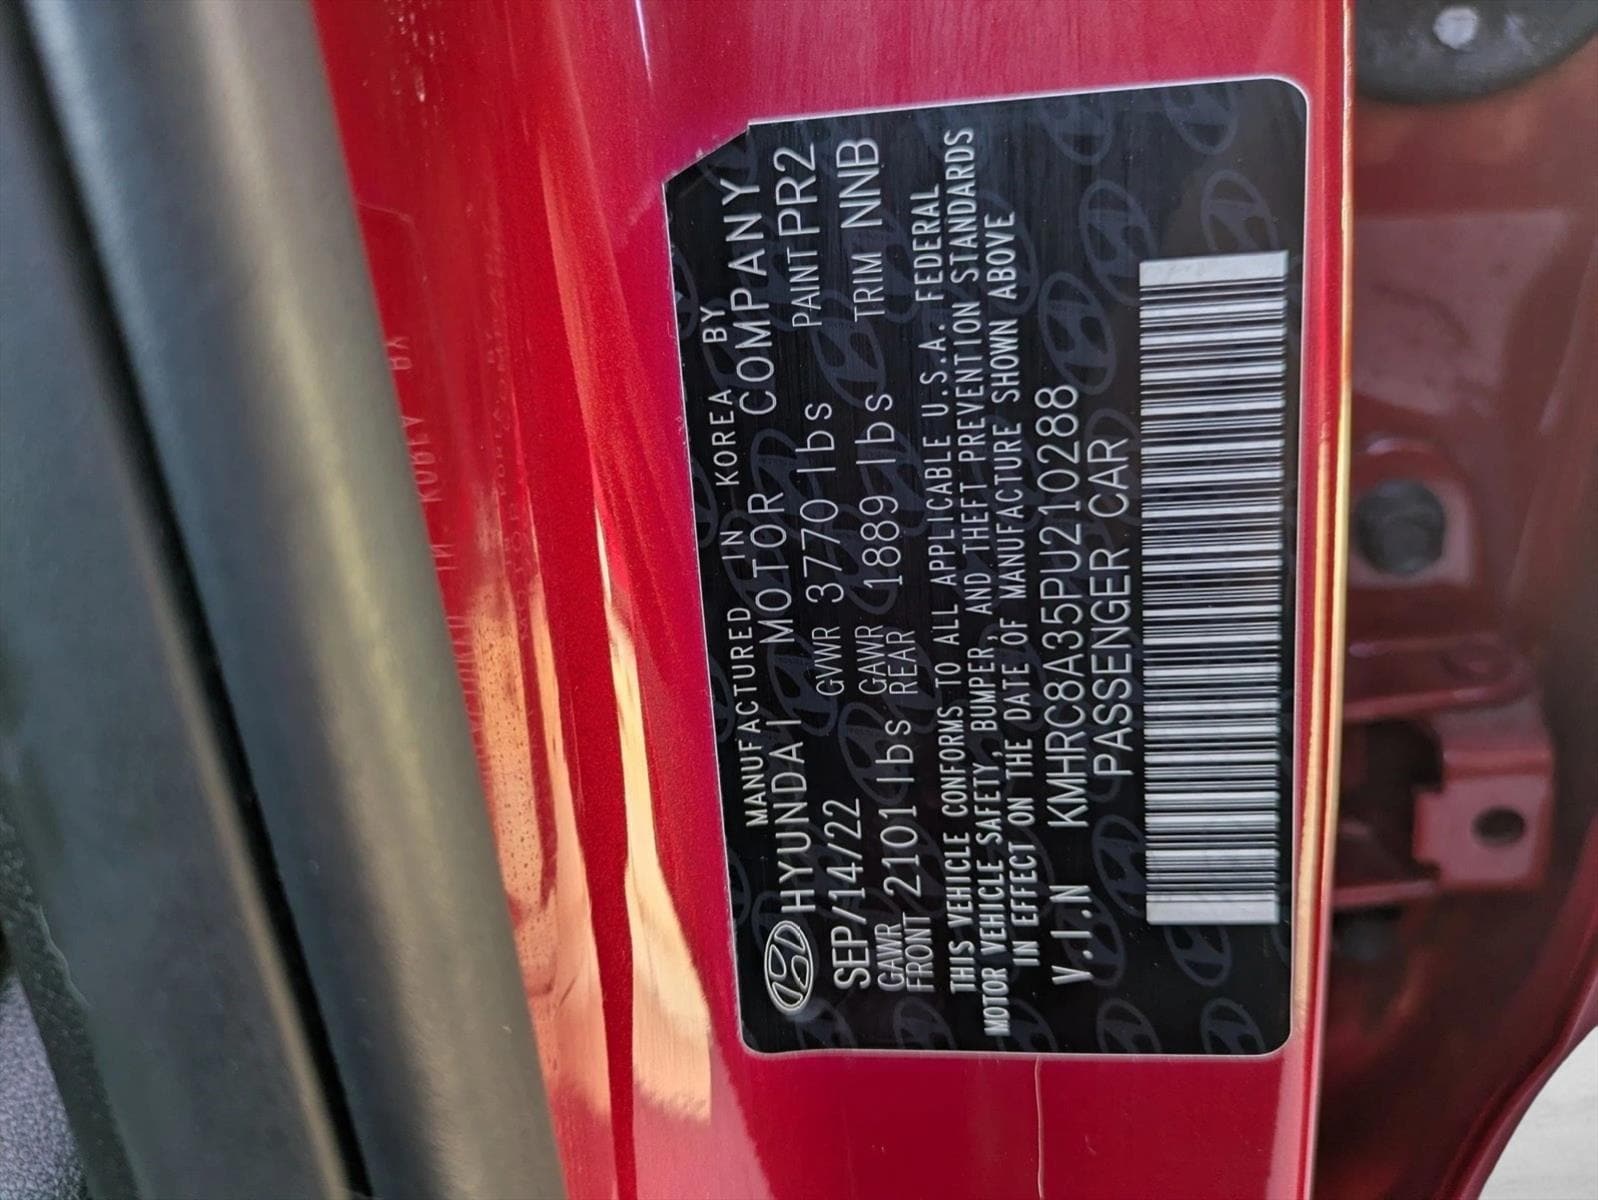 MANUFACTURED IN KOREA BY
HYUNDAI MOTOR COMPANY
SEP/14/22 GVWR 3770 lbs PAINT PR2
GAWR FRONT 2101 lbs GAWR REAR 1889 lbs TRIM NNB
THIS VEHICLE CONFORMS TO ALL APPLICABLE U.S.A. FEDERAL
MOTOR VEHICLE SAFETY, BUMPER, AND THEFT PREVENTION STANDARDS
IN EFFECT ON THE DATE OF MANUFACTURE SHOWN ABOVE
V.I.N KMHRC8A35PU210288
PASSENGER CAR